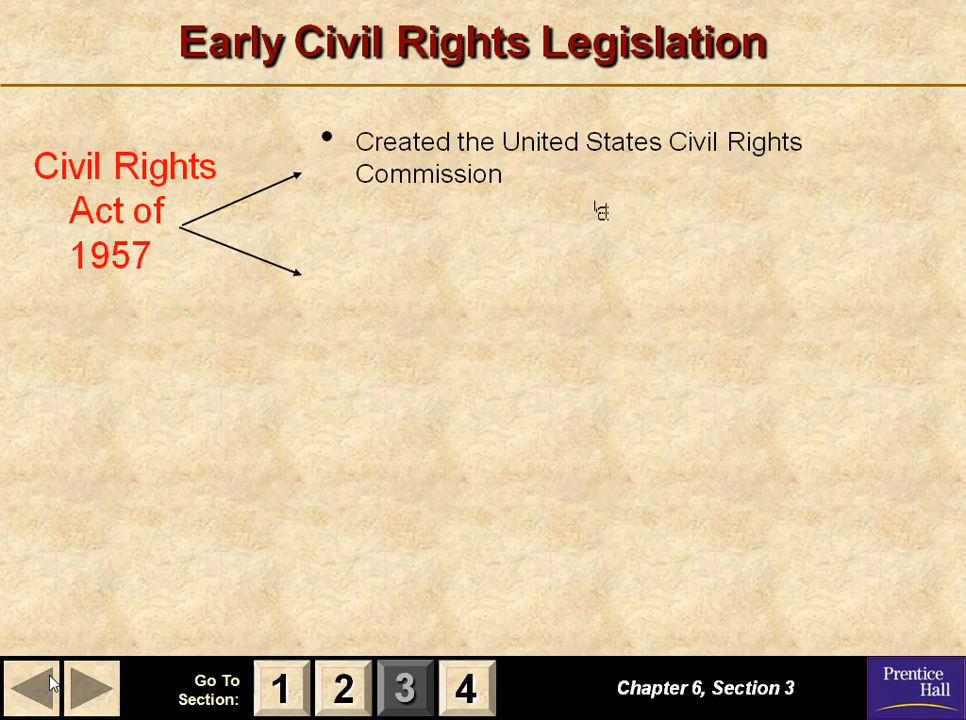 Early Civil Rights Legislation
Civil Rights
Act of
1957
• Created the United States Civil Rights
Commission
Go To
Section:
1 2 3 4
Chapter 6, Section 3
Prentice
Hall